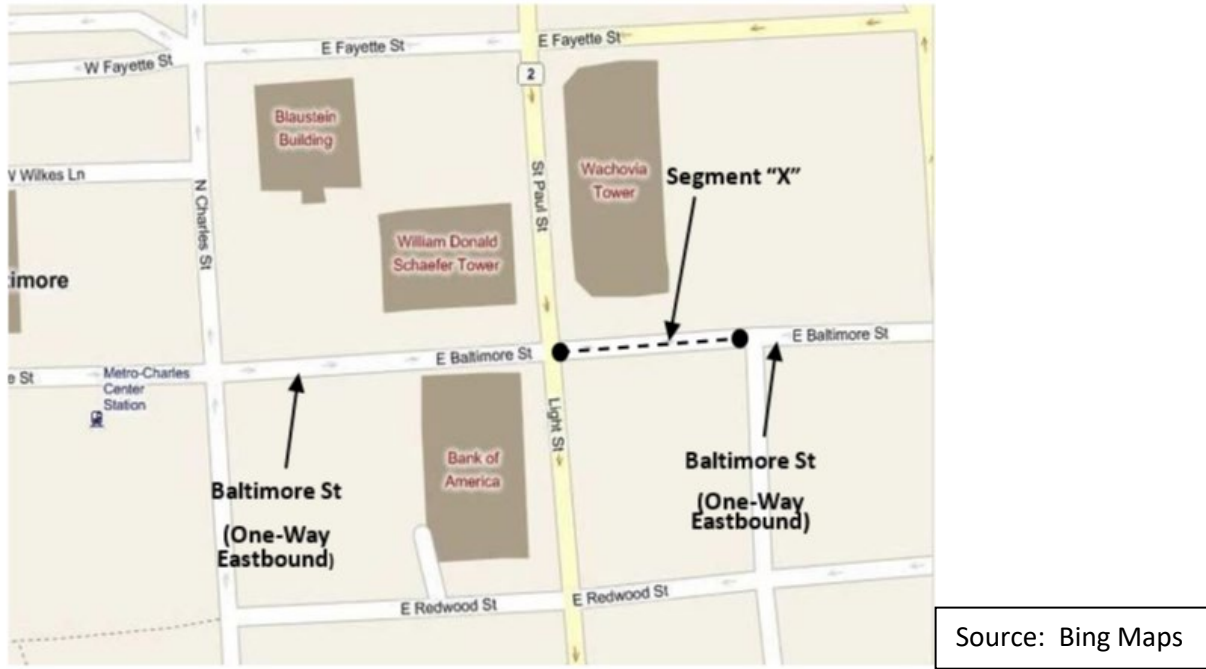 E Fayette St
E Fayette St
W Fayette St
2
Blaustein
Building
Wachovia
Tower
Segment “X”
W Wilkes Ln
N Charles St
St Paul St
William Donald
Schaefer Tower
timore
E Baltimore St
E Baltimore St
e St
Metro-Charles
Center
Station
Light St
Bank of
America
Baltimore St
(One-Way
Eastbound)
Baltimore St
(One-Way
Eastbound)
E Redwood St
E Redwood St
Source: Bing Maps